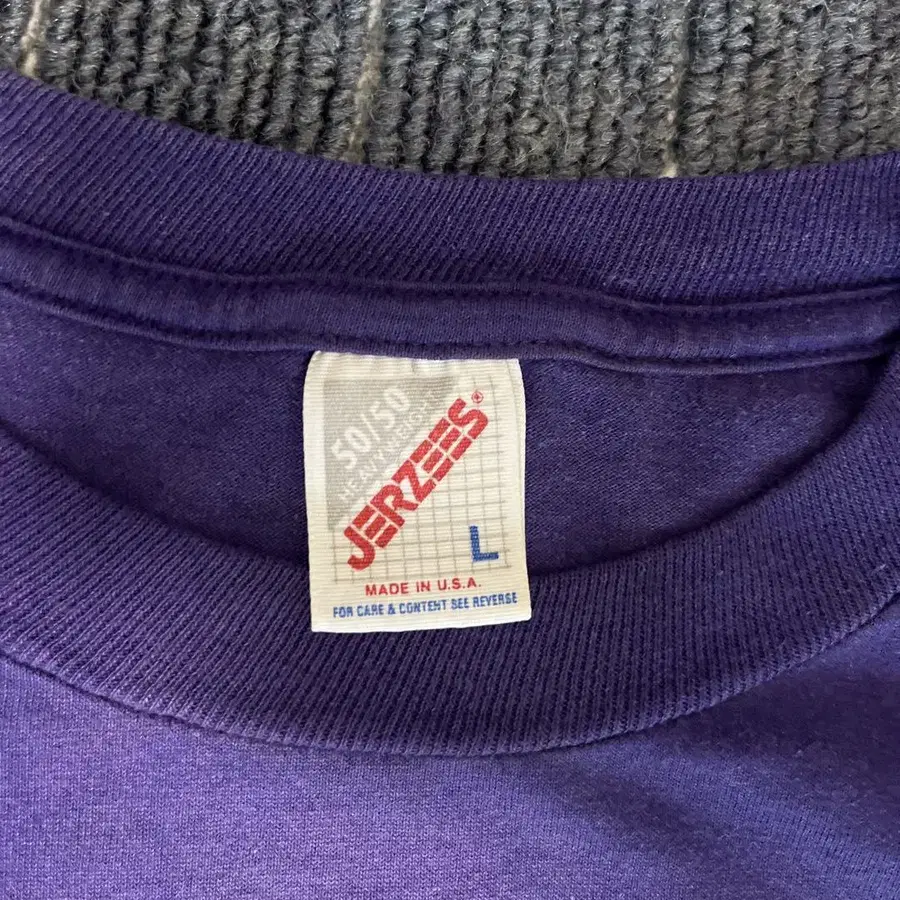 50/50
HEAVYWEIGHT
JERZEES®
L
MADE IN U.S.A.
FOR CARE & CONTENT SEE REVERSE